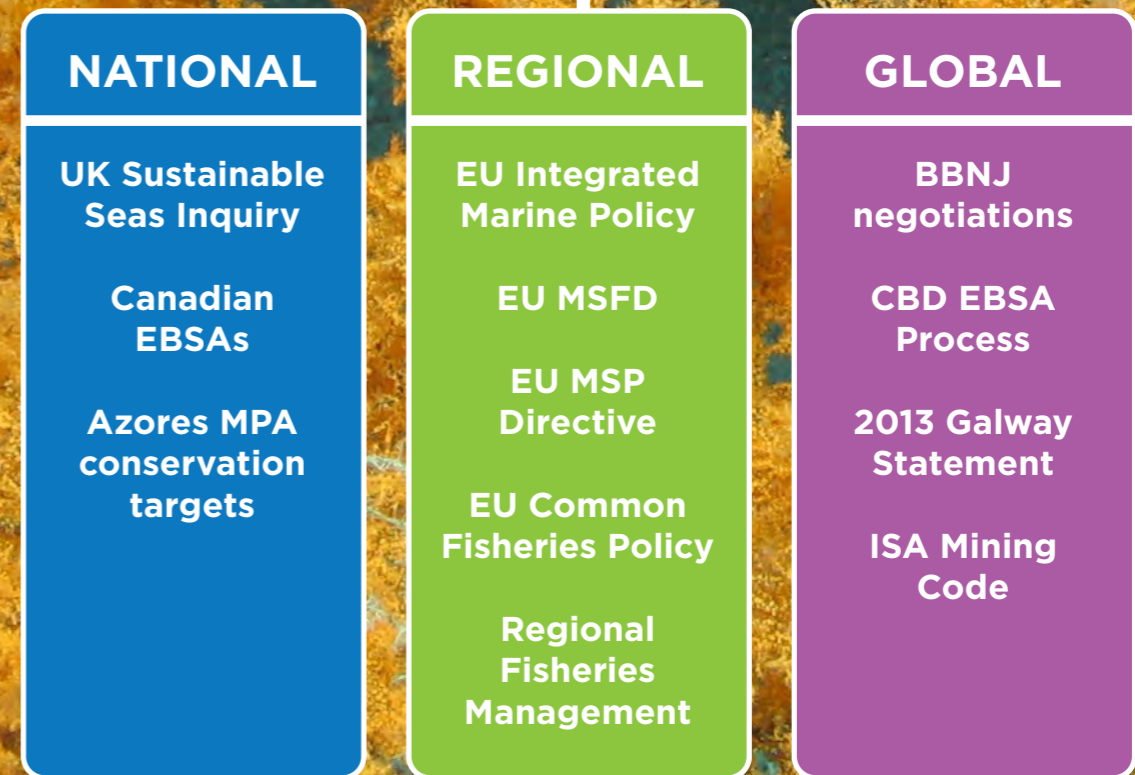 NATIONAL
UK Sustainable
Seas Inquiry
Canadian
EBSAs
Azores MPA
conservation
targets
REGIONAL
EU Integrated
Marine Policy
EU MSFD
EU MSP
Directive
EU Common
Fisheries Policy
Regional
Fisheries
Management
GLOBAL
BBNJ
negotiations
CBD EBSA
Process
2013 Galway
Statement
ISA Mining
Code